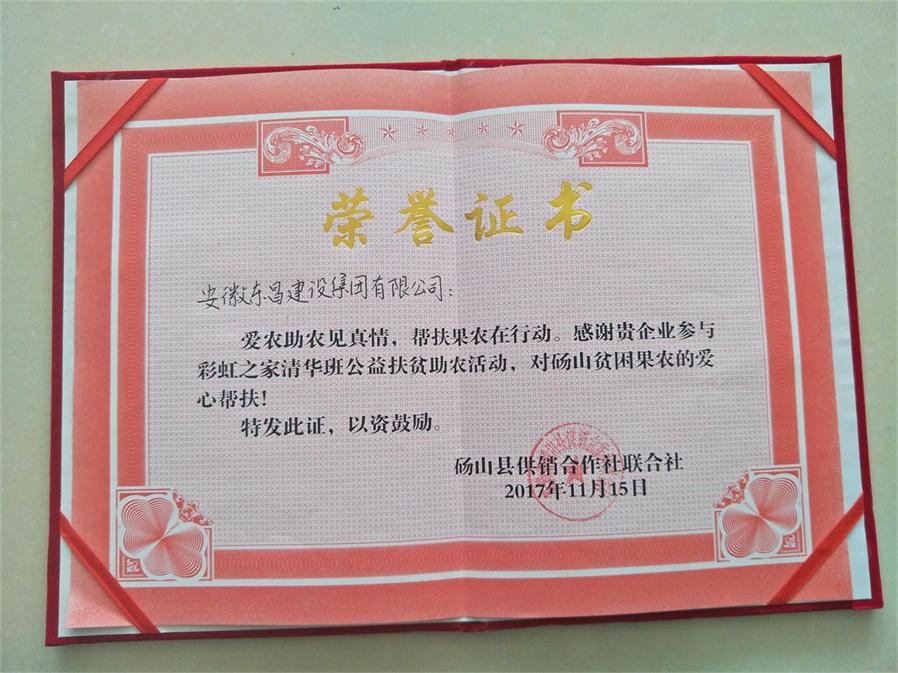 荣誉证书
安徽东昌建设集团有限公司：
爱农助农见真情，帮扶果农在行动。感谢贵企业参与
彩虹之家清华班公益扶贫助农活动，对砀山贫困果农的爱
心帮扶！
特发此证，以资鼓励。
砀山县供销合作社联合社
2017年11月15日